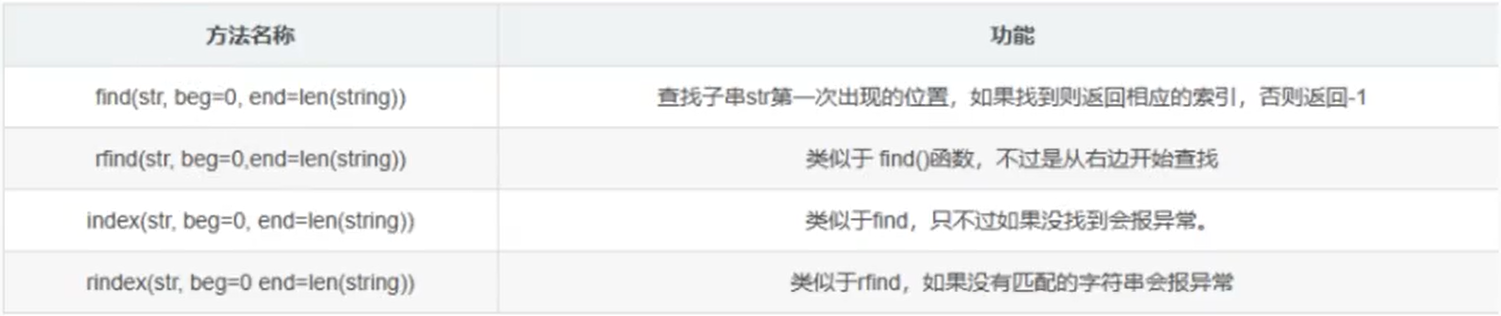 方法名称 功能
find(str, beg=0, end=len(string)) 查找子串str第一次出现的位置，如果找到则返回相应的索引，否则返回-1
rfind(str, beg=0,end=len(string)) 类似于 find()函数，不过是从右边开始查找
index(str, beg=0, end=len(string)) 类似于find，只不过如果没找到会报异常。
rindex(str, beg=0 end=len(string)) 类似于rfind，如果没有匹配的字符串会报异常